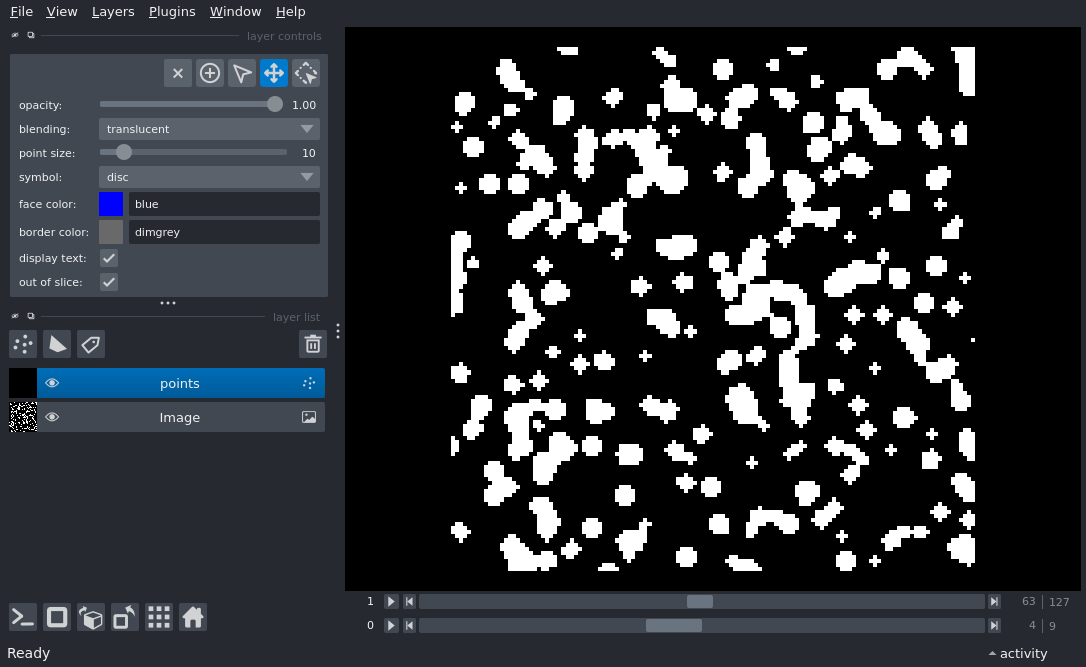 File View Layers Plugins Window Help
layer controls
opacity: 1.00
blending: translucent
point size: 10
symbol: disc
face color: blue
border color: dimgrey
display text:
out of slice:
layer list
points
Image
1 63 127
0 4 9
Ready activity